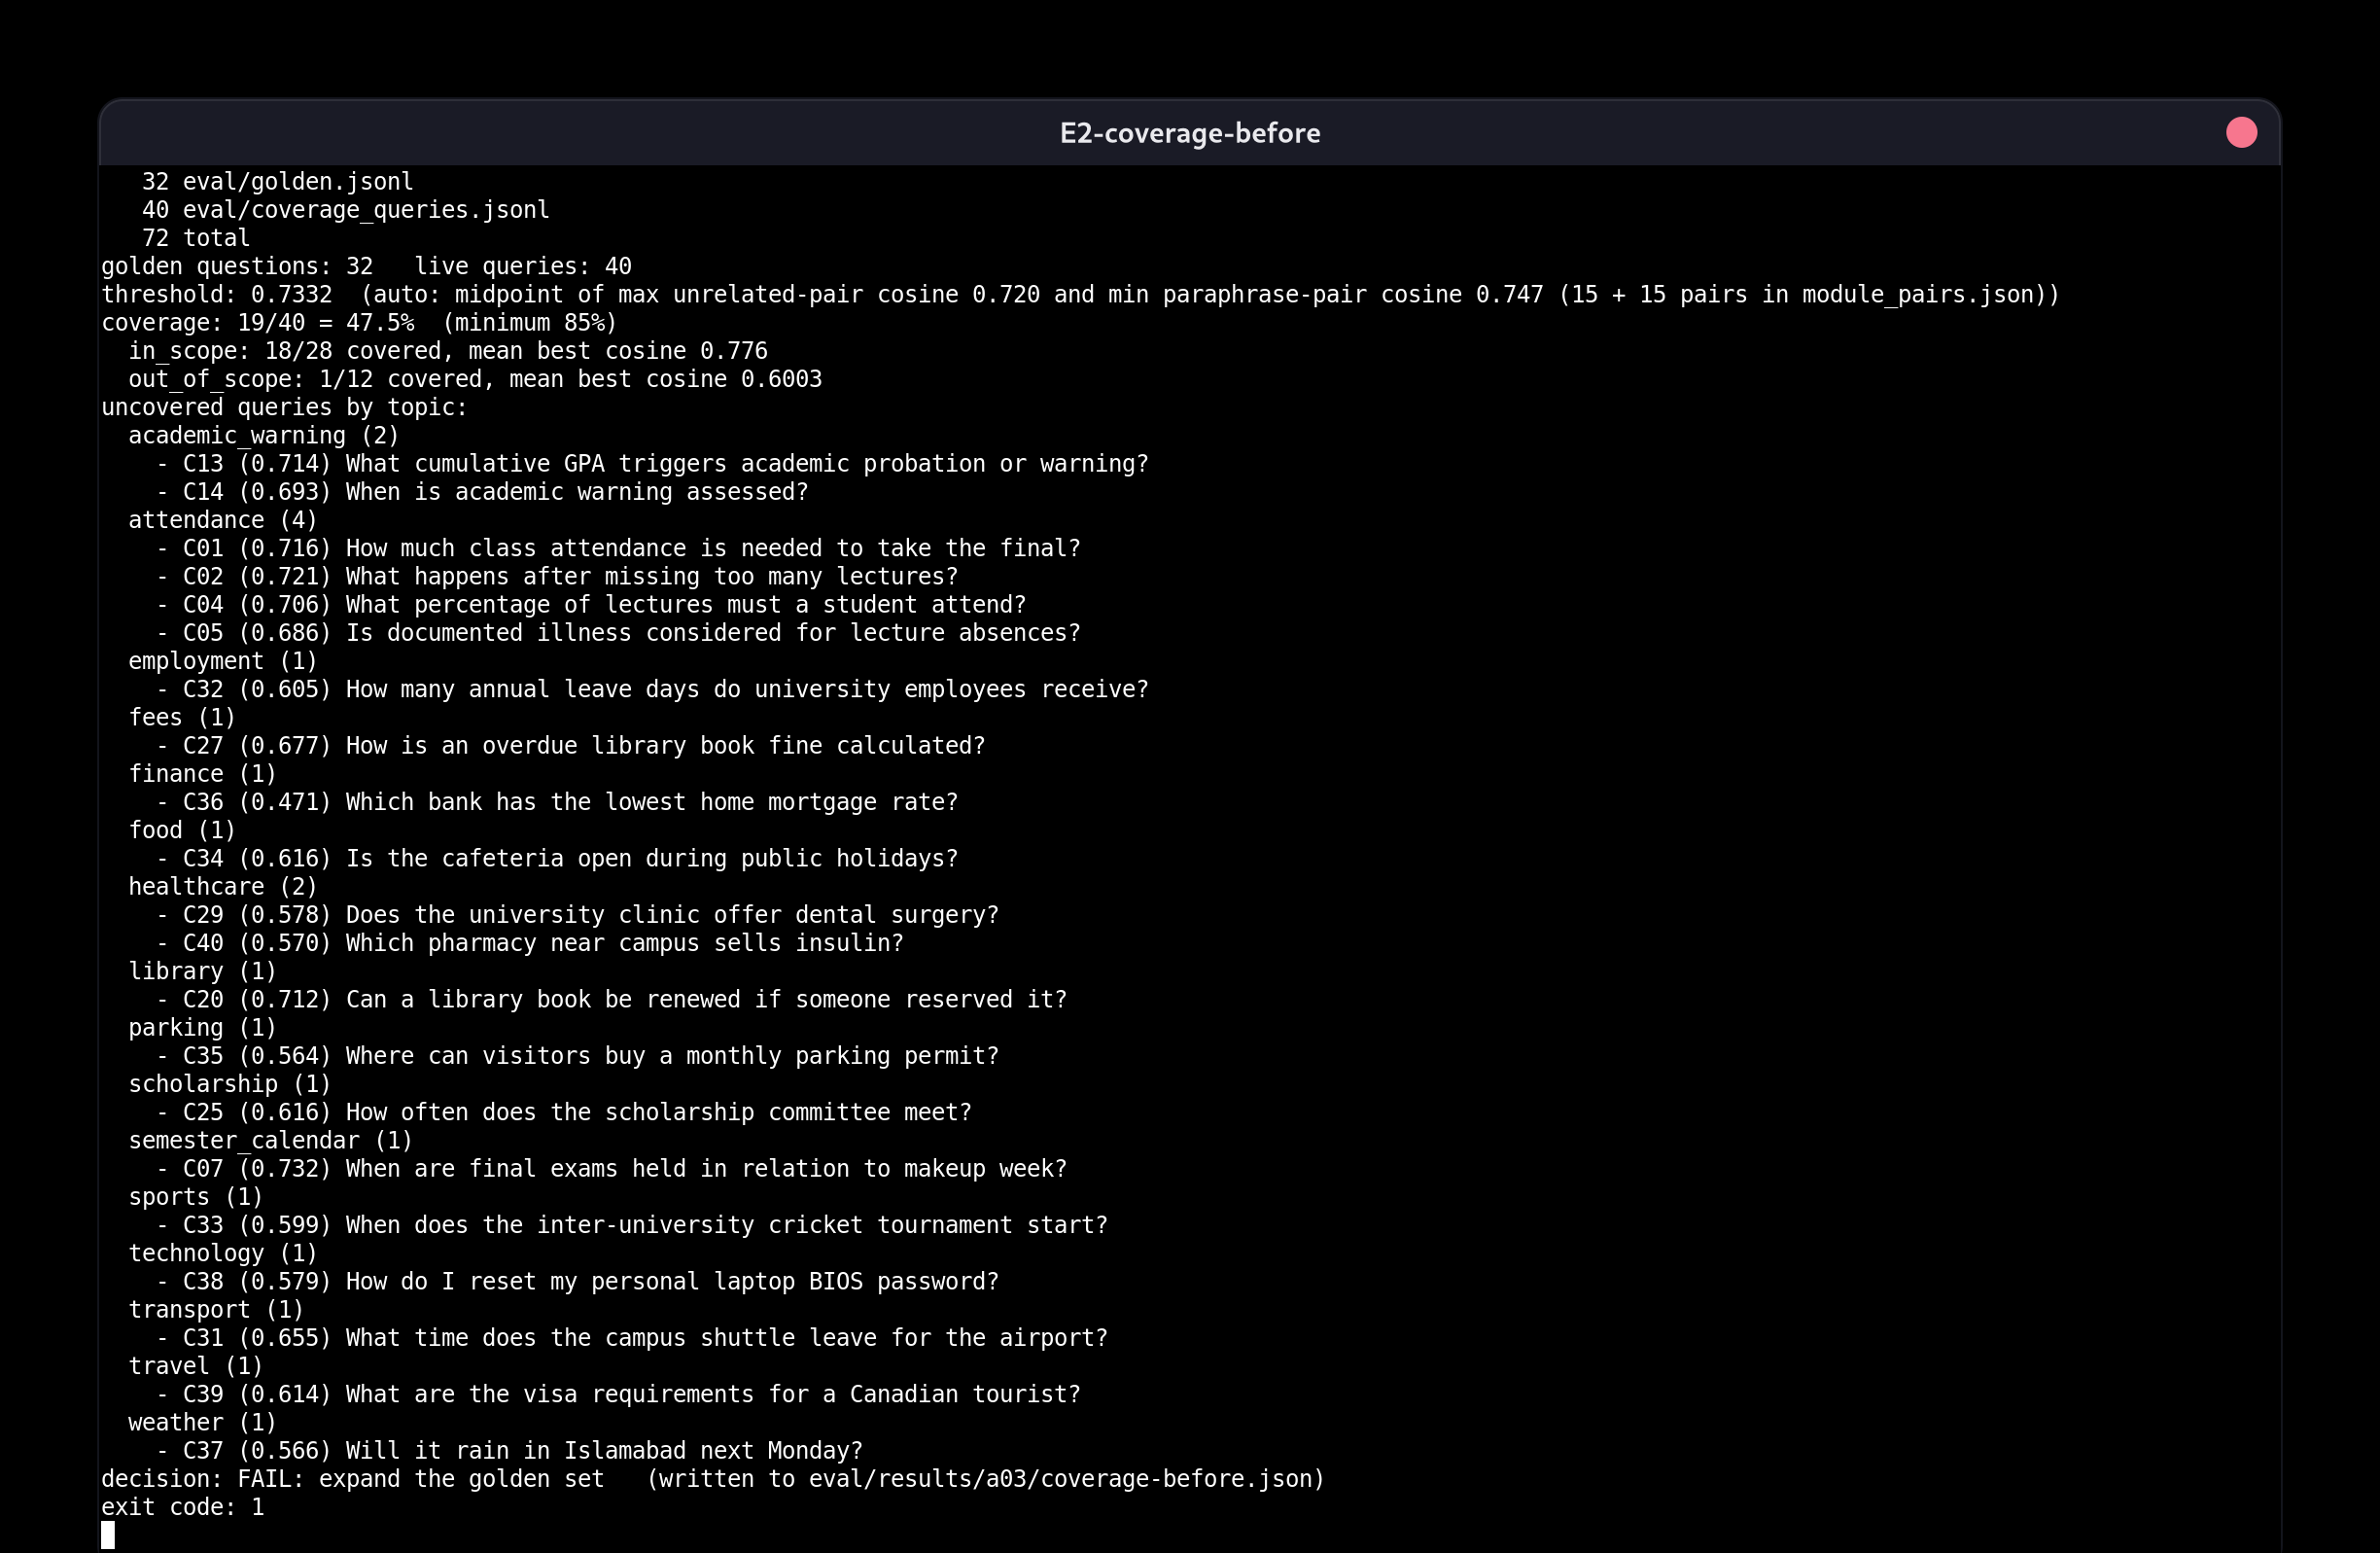 E2-coverage-before
32 eval/golden.jsonl
40 eval/coverage_queries.jsonl
72 total
golden questions: 32   live queries: 40
threshold: 0.7332  (auto: midpoint of max unrelated-pair cosine 0.720 and min paraphrase-pair cosine 0.747 (15 + 15 pairs in module_pairs.json))
coverage: 19/40 = 47.5%  (minimum 85%)
in_scope: 18/28 covered, mean best cosine 0.776
out_of_scope: 1/12 covered, mean best cosine 0.6003
uncovered queries by topic:
academic_warning (2)
- C13 (0.714) What cumulative GPA triggers academic probation or warning?
- C14 (0.693) When is academic warning assessed?
attendance (4)
- C01 (0.716) How much class attendance is needed to take the final?
- C02 (0.721) What happens after missing too many lectures?
- C04 (0.706) What percentage of lectures must a student attend?
- C05 (0.686) Is documented illness considered for lecture absences?
employment (1)
- C32 (0.605) How many annual leave days do university employees receive?
fees (1)
- C27 (0.677) How is an overdue library book fine calculated?
finance (1)
- C36 (0.471) Which bank has the lowest home mortgage rate?
food (1)
- C34 (0.616) Is the cafeteria open during public holidays?
healthcare (2)
- C29 (0.578) Does the university clinic offer dental surgery?
- C40 (0.570) Which pharmacy near campus sells insulin?
library (1)
- C20 (0.712) Can a library book be renewed if someone reserved it?
parking (1)
- C35 (0.564) Where can visitors buy a monthly parking permit?
scholarship (1)
- C25 (0.616) How often does the scholarship committee meet?
semester_calendar (1)
- C07 (0.732) When are final exams held in relation to makeup week?
sports (1)
- C33 (0.599) When does the inter-university cricket tournament start?
technology (1)
- C38 (0.579) How do I reset my personal laptop BIOS password?
transport (1)
- C31 (0.655) What time does the campus shuttle leave for the airport?
travel (1)
- C39 (0.614) What are the visa requirements for a Canadian tourist?
weather (1)
- C37 (0.566) Will it rain in Islamabad next Monday?
decision: FAIL: expand the golden set   (written to eval/results/a03/coverage-before.json)
exit code: 1